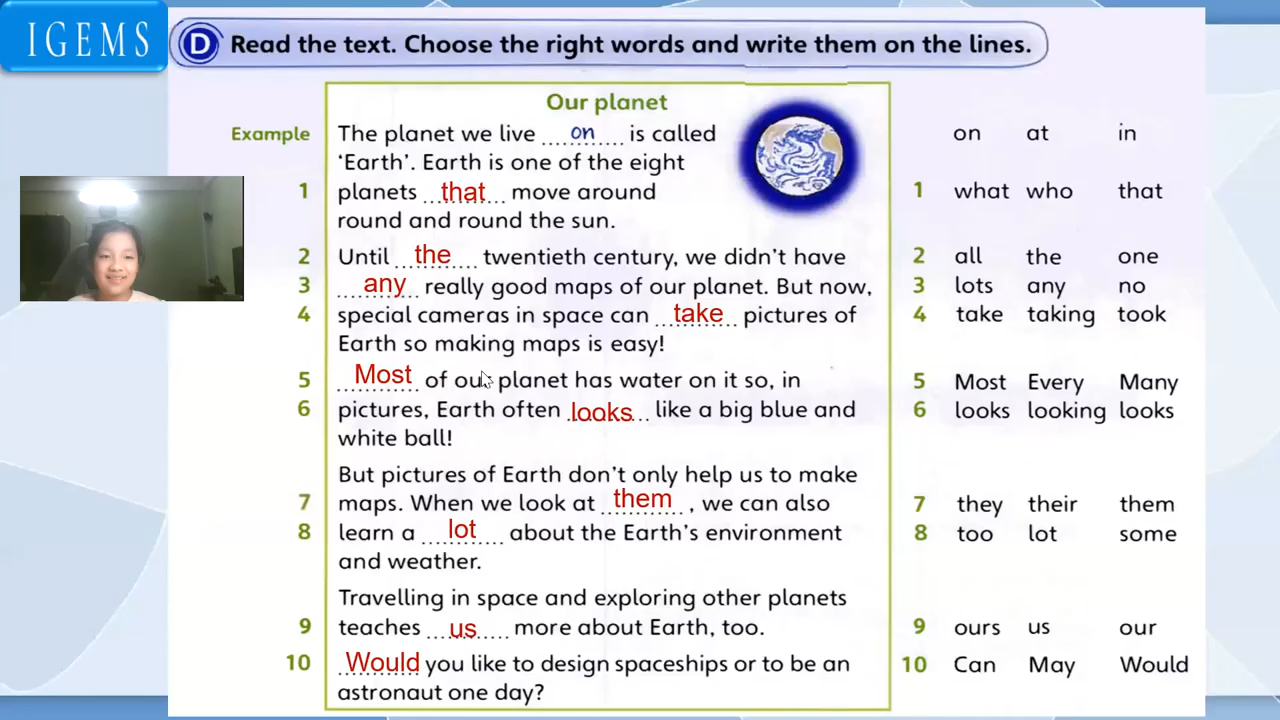 IGEMS
D Read the text. Choose the right words and write them on the lines.
Our planet
Example The planet we live on is called on at in
‘Earth’. Earth is one of the eight
1 planets that move around 1 what who that
round and round the sun.
2 Until the twentieth century, we didn’t have 2 all the one
3 any really good maps of our planet. But now, 3 lots any no
4 special cameras in space can take pictures of 4 take taking took
Earth so making maps is easy!
5 Most of our planet has water on it so, in 5 Most Every Many
6 pictures, Earth often looks like a big blue and 6 looks looking looks
white ball!
But pictures of Earth don’t only help us to make
7 maps. When we look at them , we can also 7 they their them
8 learn a lot about the Earth’s environment 8 too lot some
and weather.
Travelling in space and exploring other planets
9 teaches us more about Earth, too. 9 ours us our
10 Would you like to design spaceships or to be an 10 Can May Would
astronaut one day?